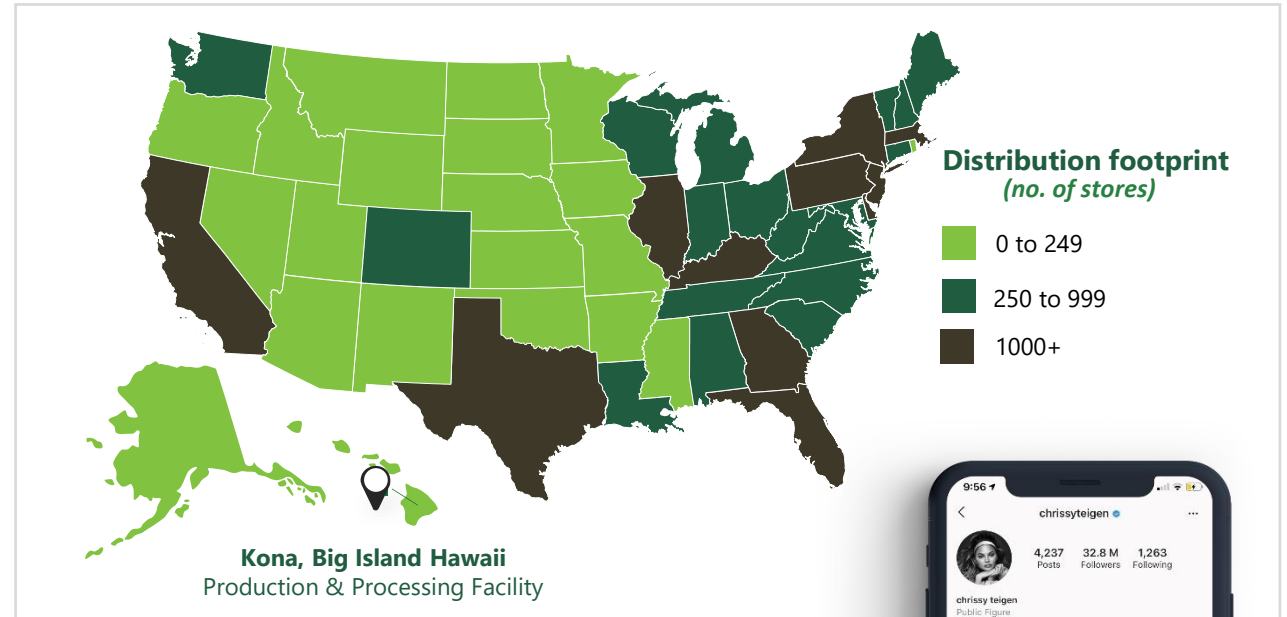 Distribution footprint
(no. of stores)
0 to 249
250 to 999
1000+
Kona, Big Island Hawaii
Production & Processing Facility
9:56
chrissyteigen
...
4,237 32.8 M 1,263
Posts Followers Following
chrissy teigen
Public Figure